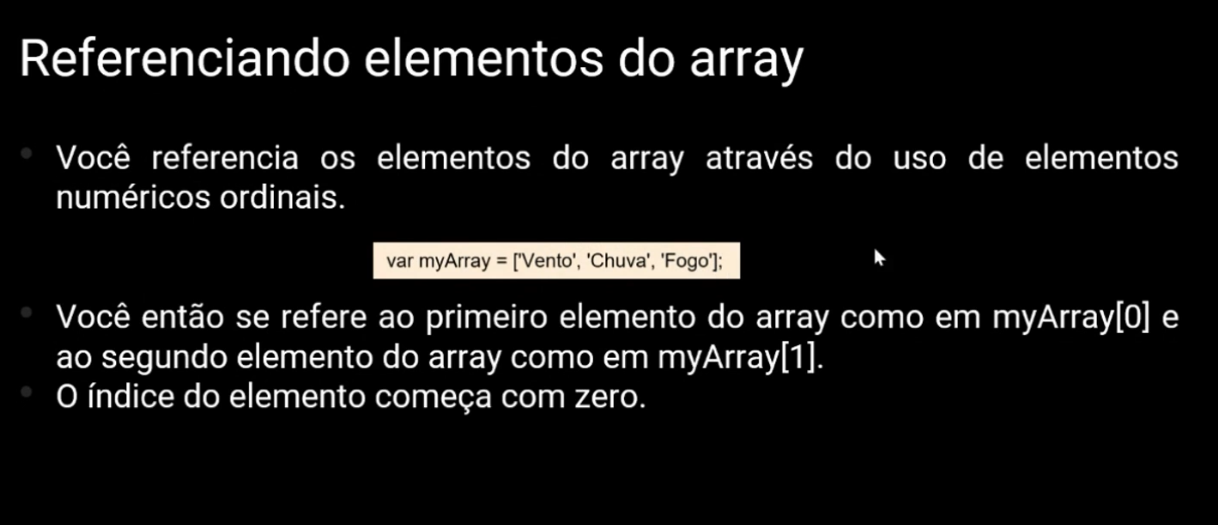 Referenciando elementos do array
Você referencia os elementos do array através do uso de elementos
numéricos ordinais.
var myArray = ['Vento', 'Chuva', 'Fogo'];
Você então se refere ao primeiro elemento do array como em myArray[0] e
ao segundo elemento do array como em myArray[1].
O índice do elemento começa com zero.